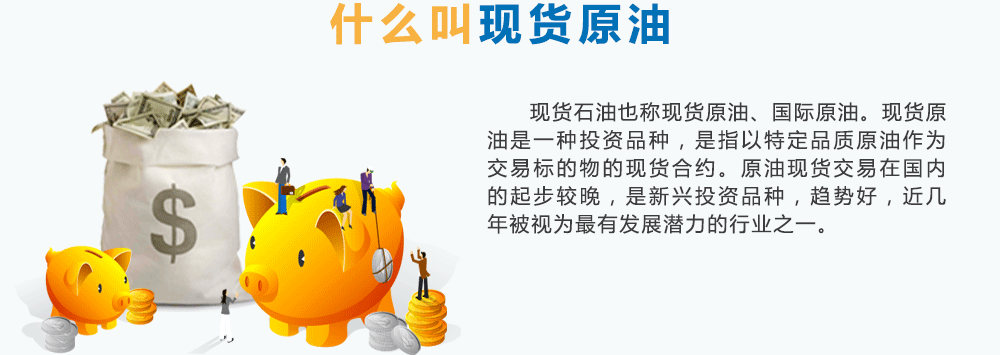 什么叫现货原油
现货石油也称现货原油、国际原油。现货原
油是一种投资品种，是指以特定品质原油作为
交易标的物的现货合约。原油现货交易在国内
的起步较晚，是新兴投资品种，趋势好，近几
年被视为最有发展潜力的行业之一。
$